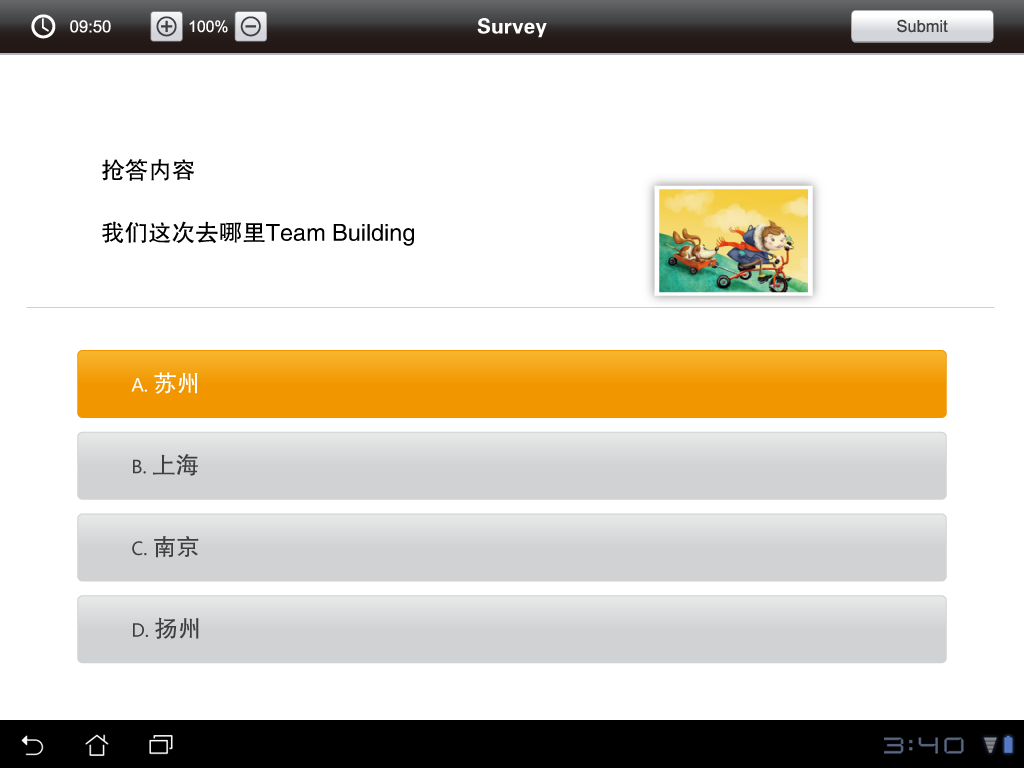 09:50
100%
Survey
Submit
抢答内容
我们这次去哪里Team Building
A. 苏州
B. 上海
C. 南京
D. 扬州
3:40